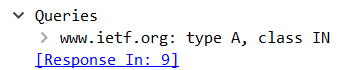 Queries
www.ietf.org: type A, class IN
[Response In: 9]